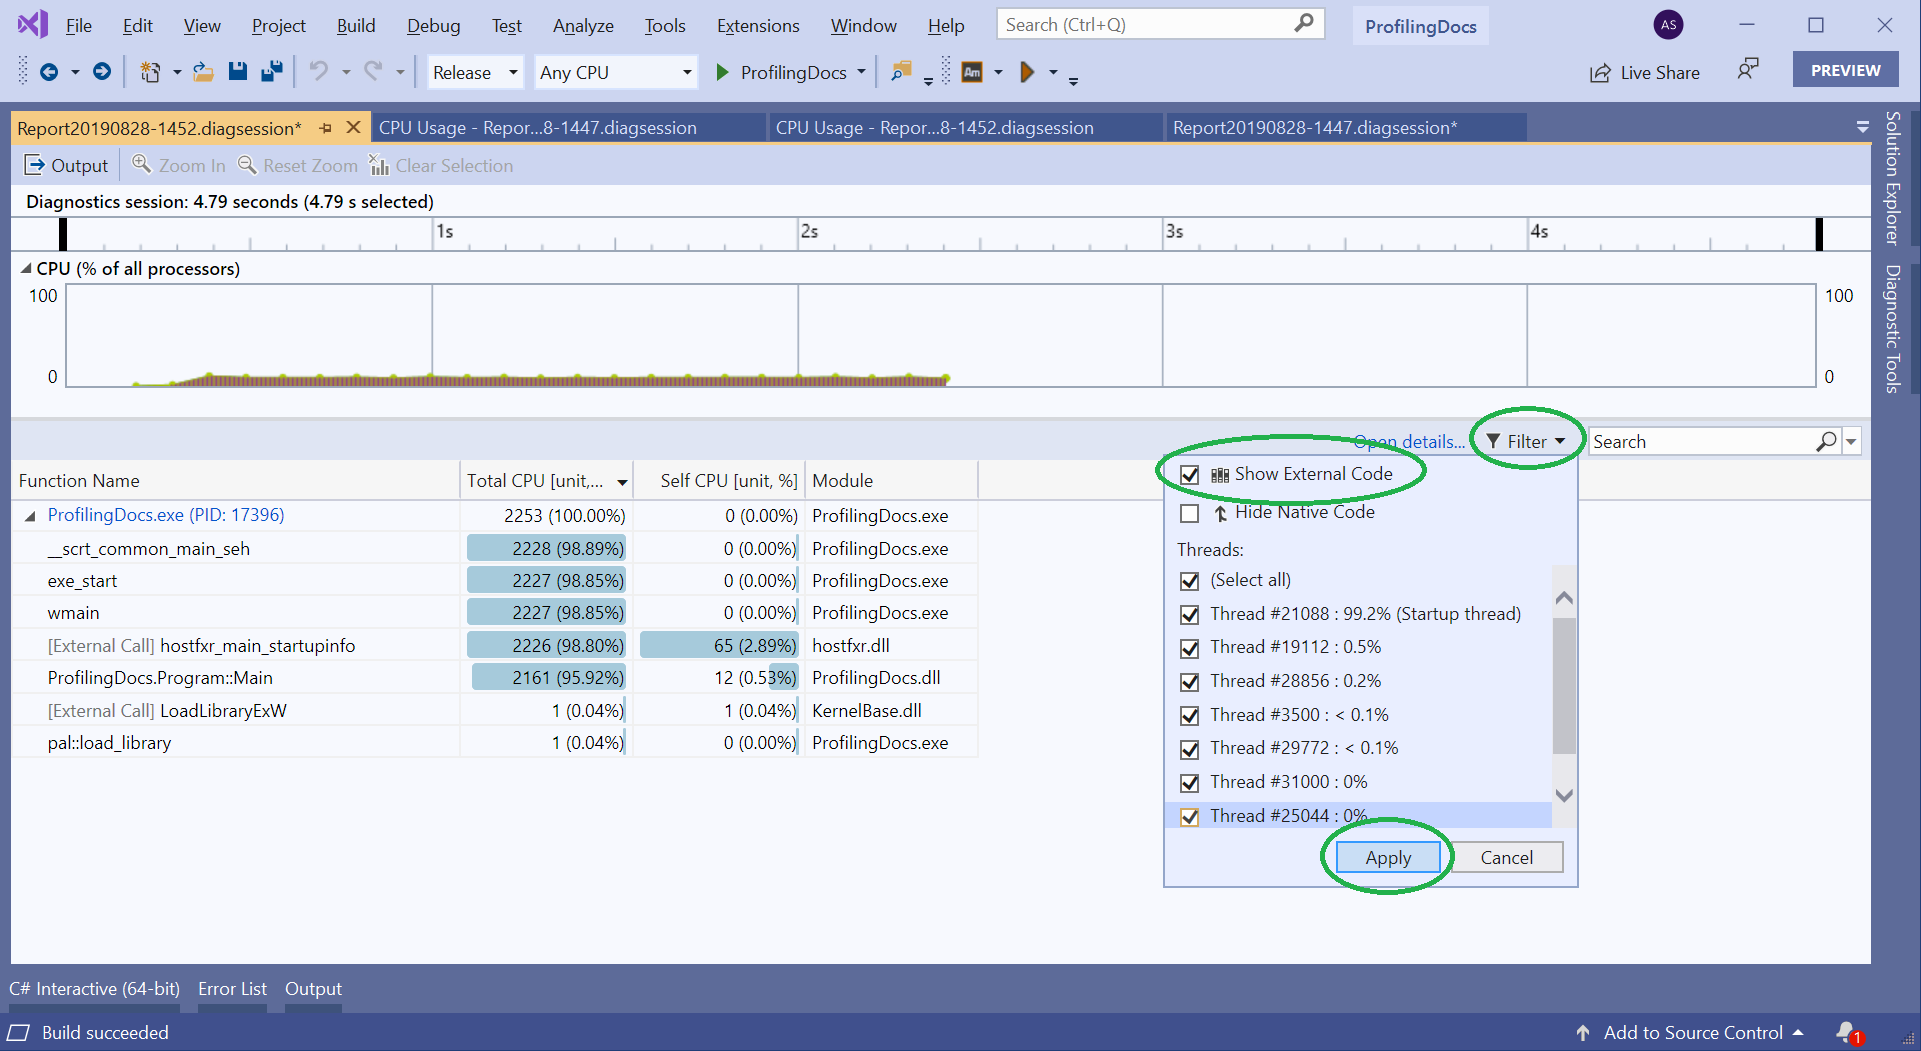 File Edit View Project Build Debug Test Analyze Tools Extensions Window Help Search (Ctrl+Q) ProfilingDocs AS
Release Any CPU ProfilingDocs Am Live Share PREVIEW
Report20190828-1452.diagsession* CPU Usage - Repor...8-1447.diagsession CPU Usage - Repor...8-1452.diagsession Report20190828-1447.diagsession*
Output Zoom In Reset Zoom Clear Selection
Diagnostics session: 4.79 seconds (4.79 s selected)
1s 2s 3s 4s
CPU (% of all processors)
100 100
0 0
Open details... Filter Search
Function Name Total CPU [unit,... Self CPU [unit, %] Module
ProfilingDocs.exe (PID: 17396) 2253 (100.00%) 0 (0.00%) ProfilingDocs.exe
__scrt_common_main_seh 2228 (98.89%) 0 (0.00%) ProfilingDocs.exe
exe_start 2227 (98.85%) 0 (0.00%) ProfilingDocs.exe
wmain 2227 (98.85%) 0 (0.00%) ProfilingDocs.exe
[External Call] hostfxr_main_startupinfo 2226 (98.80%) 65 (2.89%) hostfxr.dll
ProfilingDocs.Program::Main 2161 (95.92%) 12 (0.53%) ProfilingDocs.dll
[External Call] LoadLibraryExW 1 (0.04%) 1 (0.04%) KernelBase.dll
pal::load_library 1 (0.04%) 0 (0.00%) ProfilingDocs.exe
Show External Code
Hide Native Code
Threads:
(Select all)
Thread #21088 : 99.2% (Startup thread)
Thread #19112 : 0.5%
Thread #28856 : 0.2%
Thread #3500 : < 0.1%
Thread #29772 : < 0.1%
Thread #31000 : 0%
Thread #25044 : 0%
Apply Cancel
Solution Explorer
Diagnostic Tools
C# Interactive (64-bit) Error List Output
Build succeeded Add to Source Control 1